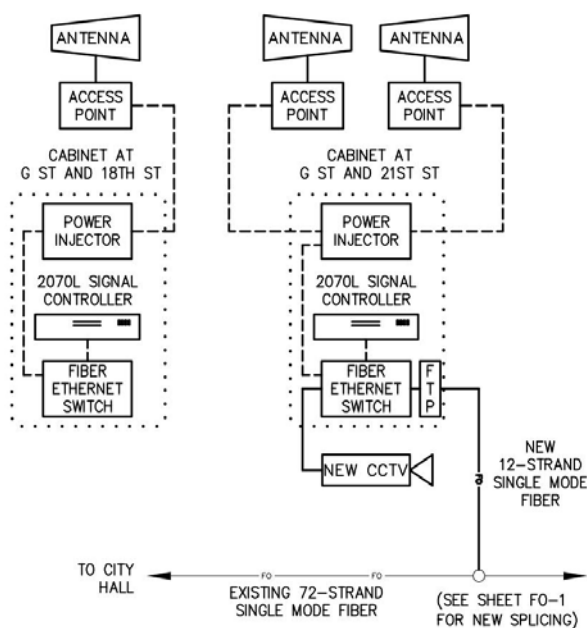 ANTENNA
ANTENNA
ANTENNA
ACCESS
POINT
ACCESS
POINT
ACCESS
POINT
CABINET AT
G ST AND 18TH ST
CABINET AT
G ST AND 21ST ST
POWER
INJECTOR
POWER
INJECTOR
2070L SIGNAL
CONTROLLER
2070L SIGNAL
CONTROLLER
FIBER
ETHERNET
SWITCH
FIBER
ETHERNET
SWITCH
F
T
P
NEW CCTV
NEW
12-STRAND
SINGLE MODE
FIBER
FO
TO CITY
HALL
FO
FO
EXISTING 72-STRAND
SINGLE MODE FIBER
(SEE SHEET FO-1
FOR NEW SPLICING)